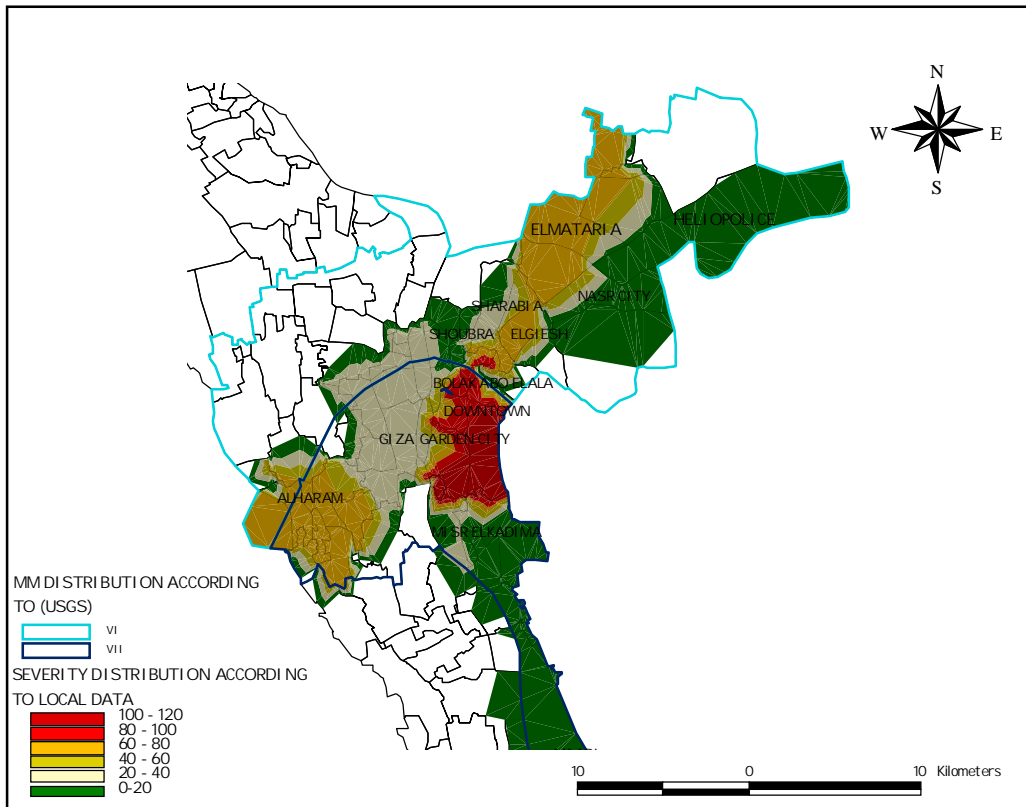 N
W E
S
ELMATARIA
HELIOPOLICE
NASR CITY
SHARABIA
SHOUBRA
ELGIESH
BOLAK ABO ELALA
DOWNTOWN
GIZA GARDEN CITY
ALHARAM
MISR ELKADIMA
MM DISTRIBUTION ACCORDING
TO (USGS)
VI
VII
SEVERITY DISTRIBUTION ACCORDING
TO LOCAL DATA
100 - 120
80 - 100
60 - 80
40 - 60
20 - 40
0-20
10 0 10 Kilometers